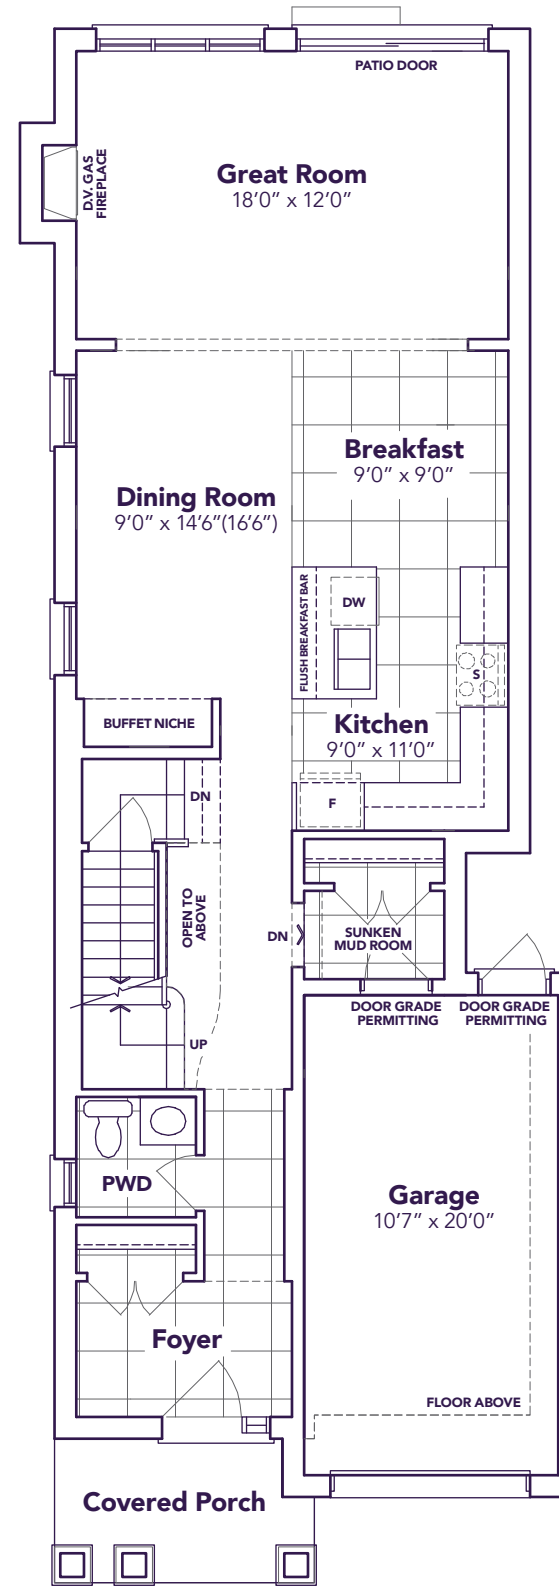 PATIO DOOR
D.V. GAS
FIREPLACE
Great Room
18'0" x 12'0"
Breakfast
9'0" x 9'0"
Dining Room
9'0" x 14'6"(16'6")
FLUSH BREAKFAST BAR
DW
S
BUFFET NICHE
Kitchen
9'0" x 11'0"
DN
F
OPEN TO
ABOVE
DN
SUNKEN
MUD ROOM
DOOR GRADE
PERMITTING
DOOR GRADE
PERMITTING
UP
PWD
Garage
10'7" x 20'0"
Foyer
FLOOR ABOVE
Covered Porch